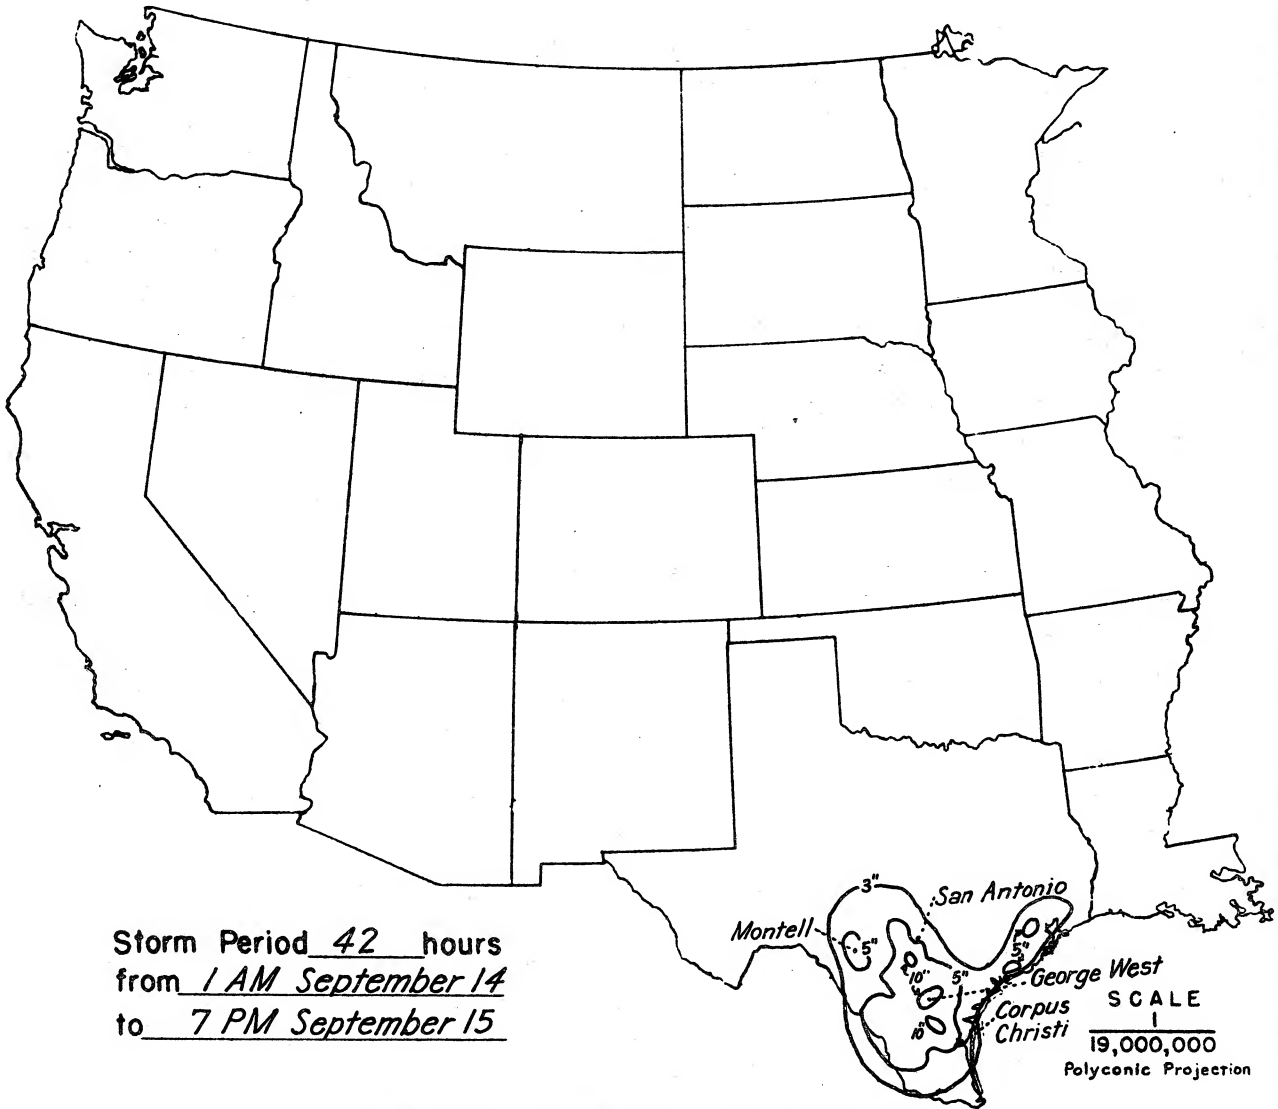 3"
San Antonio
Montell
5"
5"
10"
5"
George West
10"
Corpus
Christi
Storm Period 42 hours
from 1 AM September 14
to 7 PM September 15
SCALE
1
19,000,000
Polyconic Projection